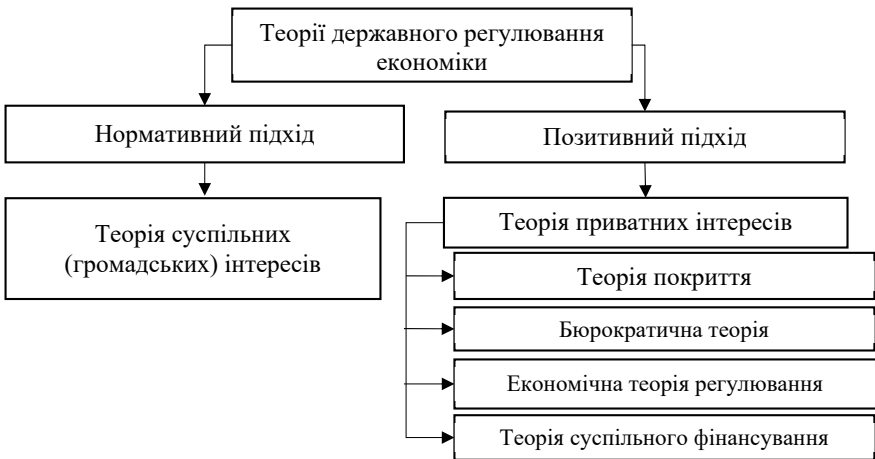 Теорії державного регулювання
економіки
Нормативний підхід
Позитивний підхід
Теорія суспільних
(громадських) інтересів
Теорія приватних інтересів
Теорія покриття
Бюрократична теорія
Економічна теорія регулювання
Теорія суспільного фінансування